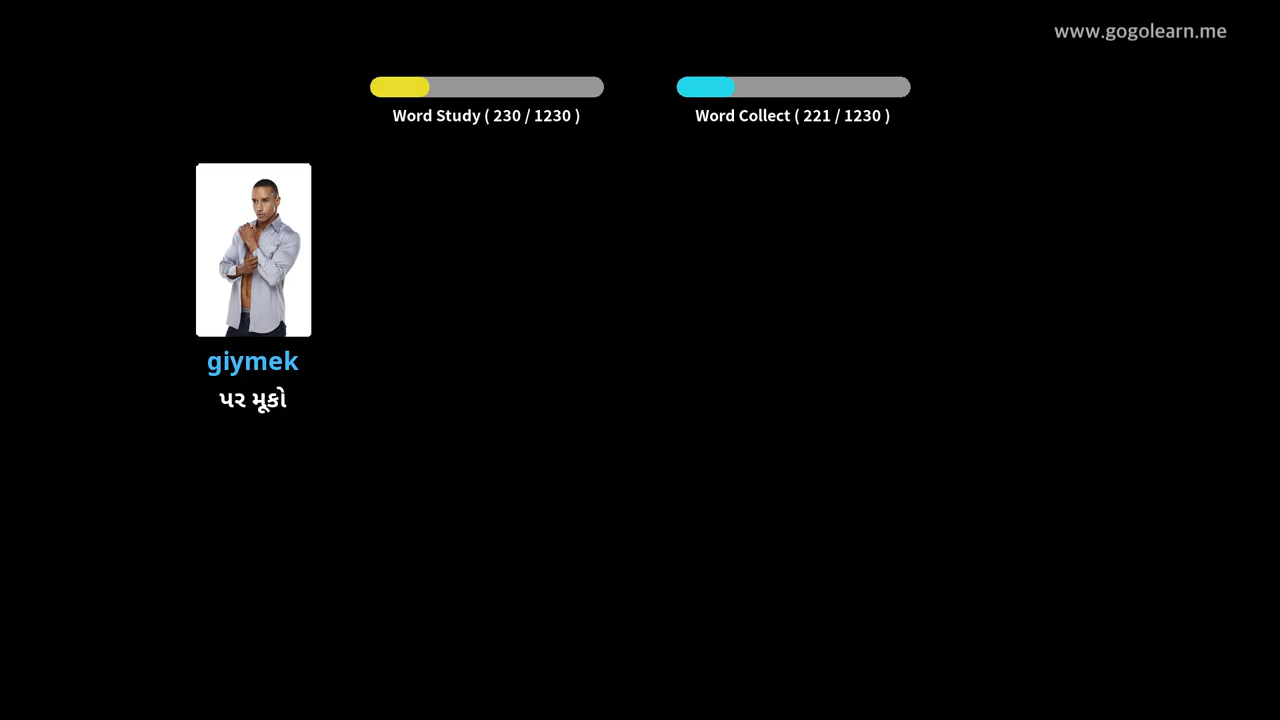 www.gogolearn.me
Word Study ( 230 / 1230 )
Word Collect ( 221 / 1230 )
giymek
પર મૂકો